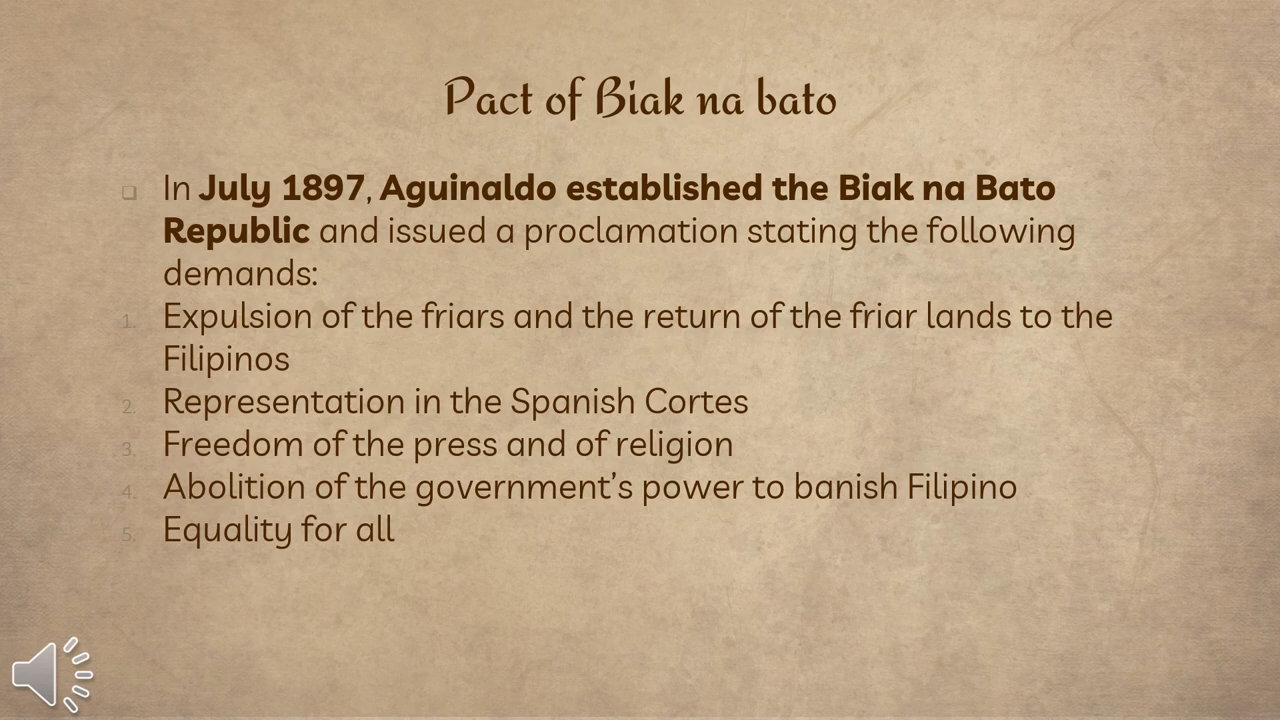 Pact of Biak na bato
❑ In July 1897, Aguinaldo established the Biak na Bato
Republic and issued a proclamation stating the following
demands:
1. Expulsion of the friars and the return of the friar lands to the
Filipinos
2. Representation in the Spanish Cortes
3. Freedom of the press and of religion
4. Abolition of the government’s power to banish Filipino
5. Equality for all